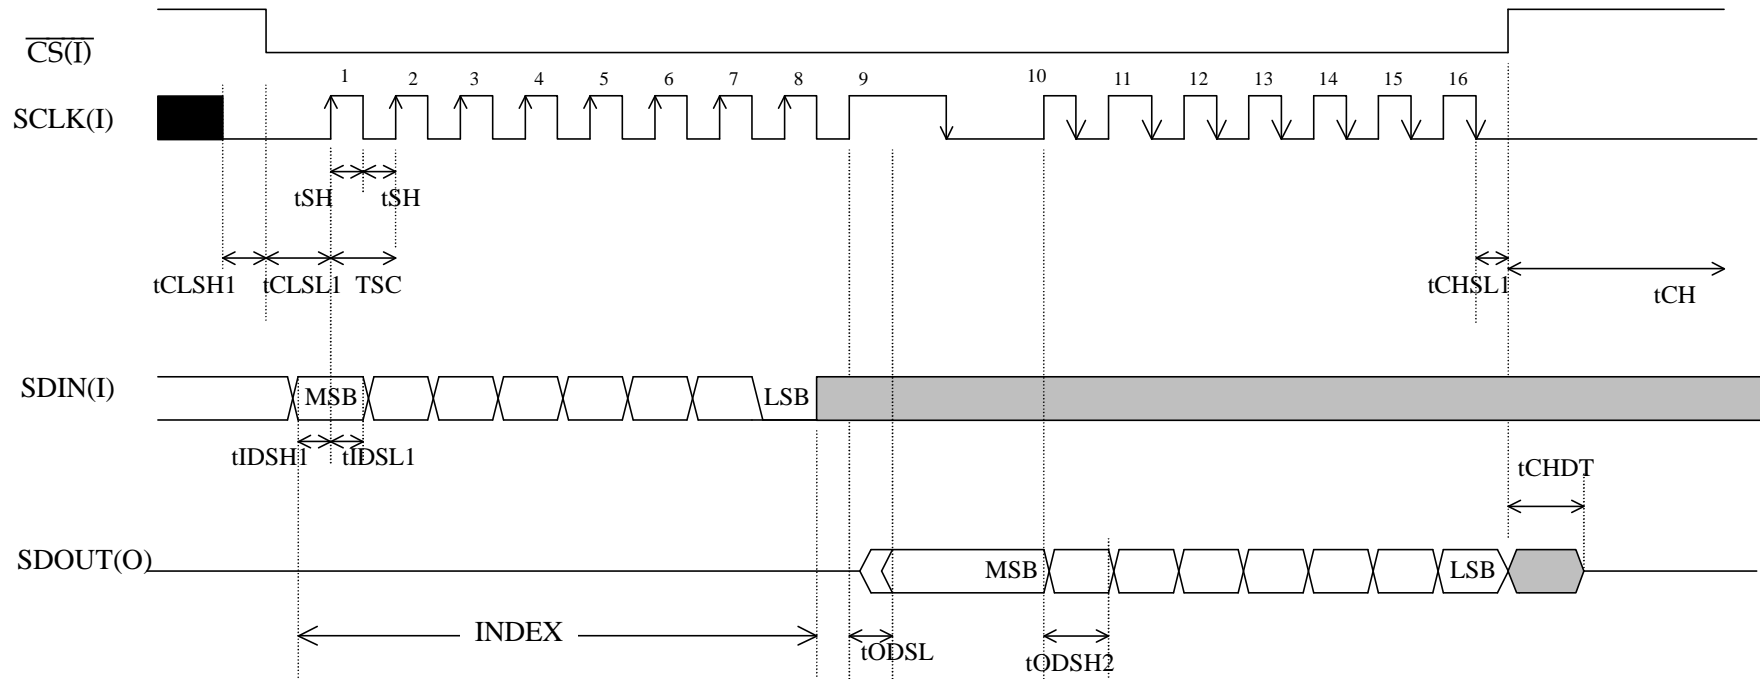 CS(I)
1 2 3 4 5 6 7 8 9 10 11 12 13 14 15 16
SCLK(I)
tSH tSH
tCLSH1 tCLSL1 TSC tCHSL1 tCH
SDIN(I) MSB LSB
tIDSH1 tIDSL1
tCHDT
SDOUT(O) MSB LSB
INDEX
tODSL tODSH2